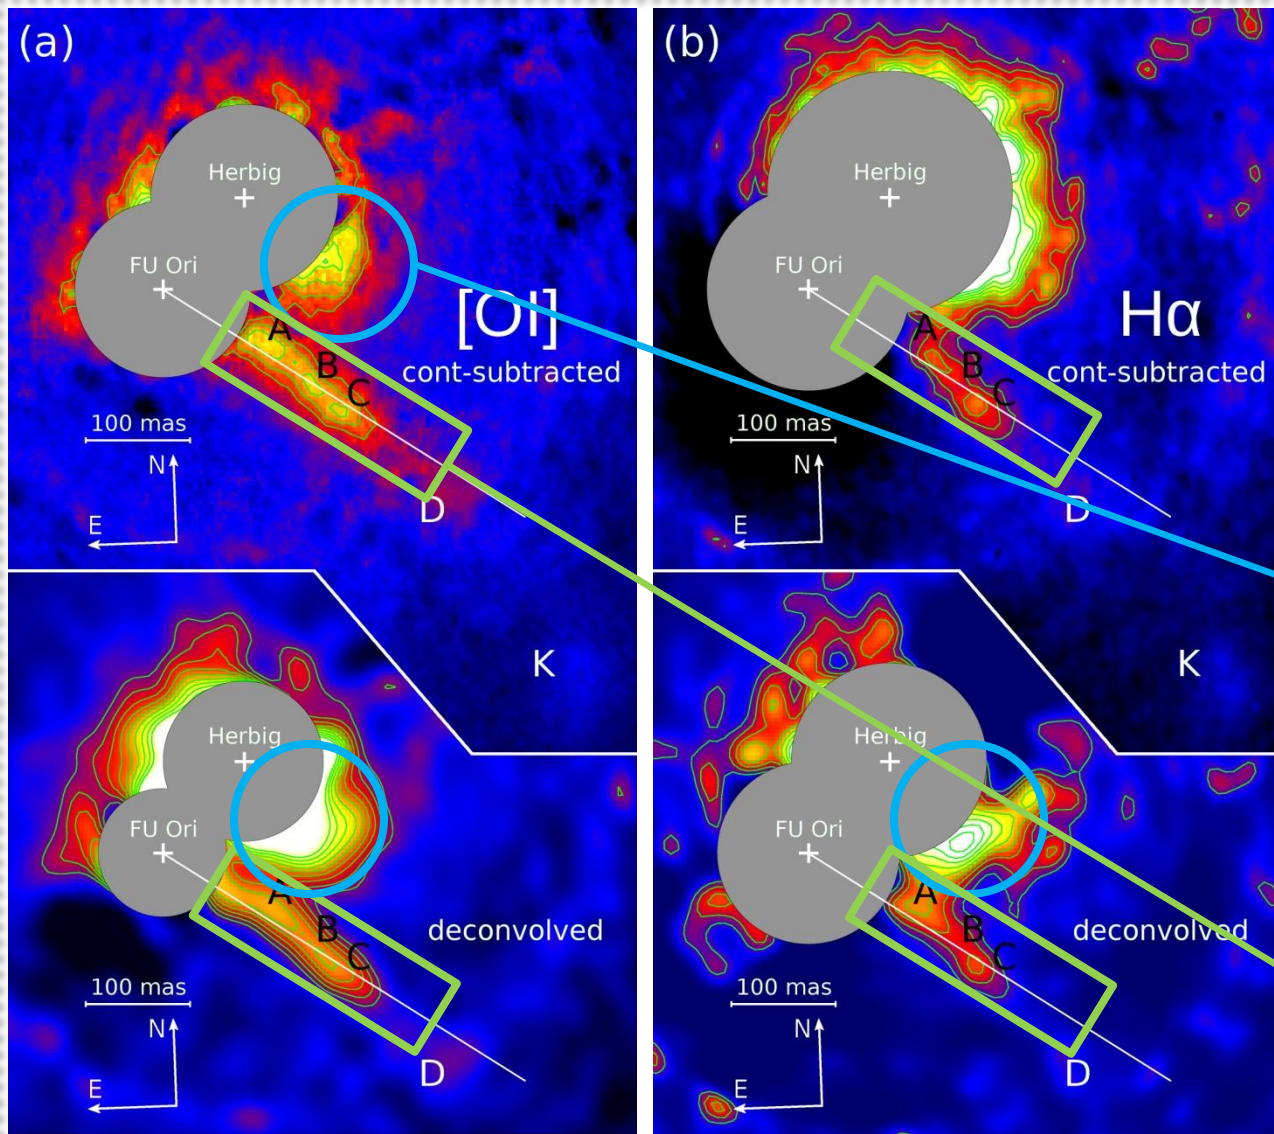 (a)
Herbig
FU Ori
[OI]
cont-subtracted
A
B
C
D
100 mas
N
E
(b)
Herbig
FU Ori
Hα
cont-subtracted
A
B
C
D
100 mas
N
E
K
Herbig
FU Ori
deconvolved
A
B
C
D
100 mas
N
E
K
Herbig
FU Ori
deconvolved
A
B
C
D
100 mas
N
E